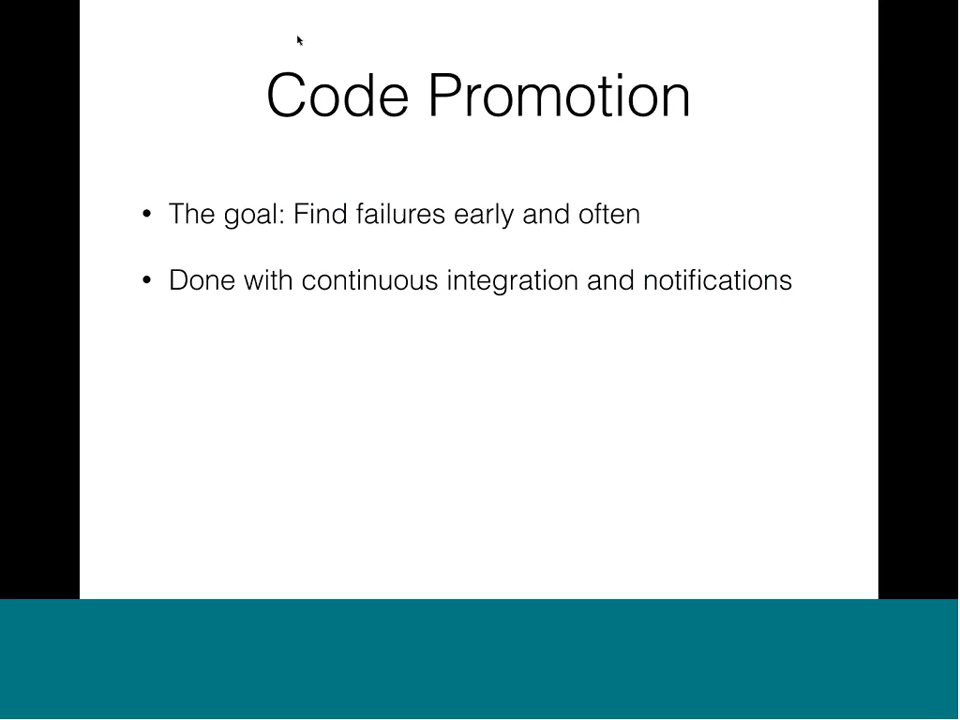 Code Promotion
• The goal: Find failures early and often
• Done with continuous integration and notifications